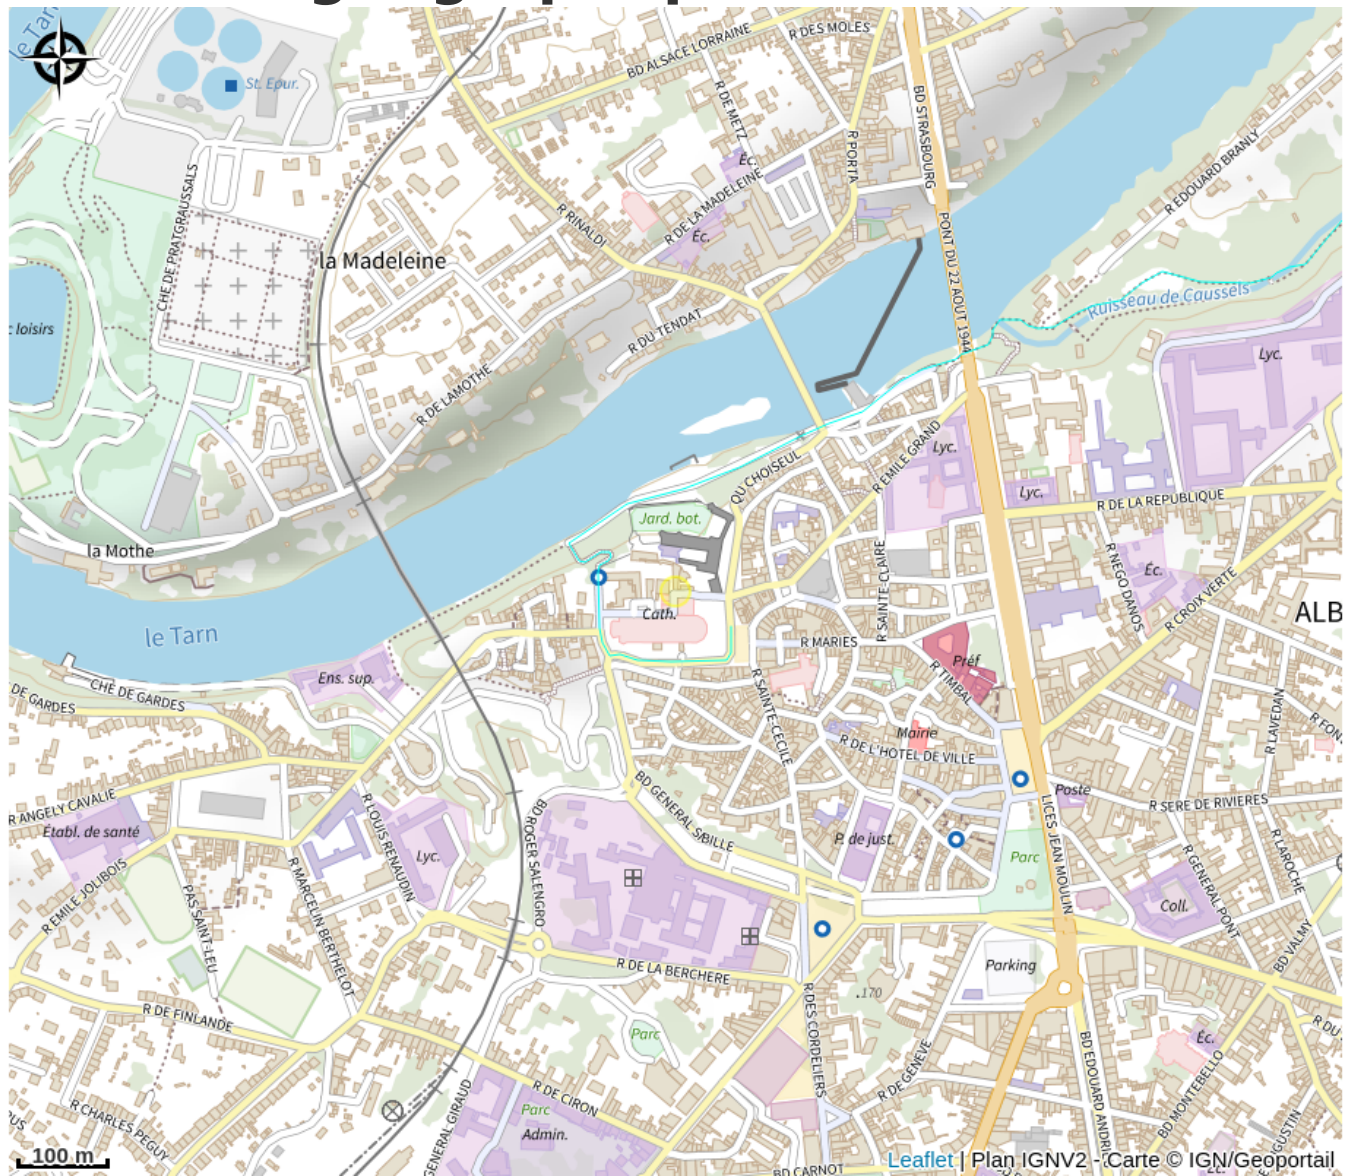 le Tarn
St. Epur.
BD ALSACE LORRAINE
R DES MOLES
R DE METZ
BD STRASBOURG
R PORTA
Éc.
R DE LA MADELEINE
Éc.
R RINALDI
R EDOUARD BRANLY
CHE DE PRATGRAUSSALS
la Madeleine
PONT DU 22 AOUT 1944
Ruisseau de Caussels
loisirs
R DU TENDAT
Lyc.
R DE LAMOTHE
R EMILE GRAND
Lyc.
QU CHOISEUL
Lyc.
R DE LA REPUBLIQUE
Jard. bot.
la Mothe
R SAINTE-CLAIRE
R NEGO DANOS
Éc.
R CROIX VERTE
Cath.
ALB
le Tarn
R MARIES
Préf
R TIMBAL
Ens. sup.
CHE DE GARDES
DE GARDES
R SAINTE-CECILE
Mairie
R DE L'HOTEL DE VILLE
R LAVEDAN
R FON
R ANGELY CAVALIE
BD GENERAL SIBILLE
Poste
R SERE DE RIVIERES
Établ. de santé
R LOUIS RENAUDIN
BD ROGER SALENGRO
P. de just.
LICES JEAN MOULIN
Lyc.
Parc
R LAROCHE
R EMILE JOLIBOIS
PAS SAINT-LEU
R MARCELIN BERTHELOT
Coll.
R GENERAL PONT
BD VALMY
R DE LA BERCHERE
Parking
.170
R DES CORDELIERS
R DE FINLANDE
Parc
R DU
Éc.
R DE GENEVE
BD EDOUARD ANDR
BD MONTEBELLO
R DE CIRON
R CHARLES PEGUY
PUS
GENERAL GIRAUD
Parc
Admin.
100 m
BD CARNOT
Leaflet | Plan IGNV2 - Carte © IGN/Geoportail